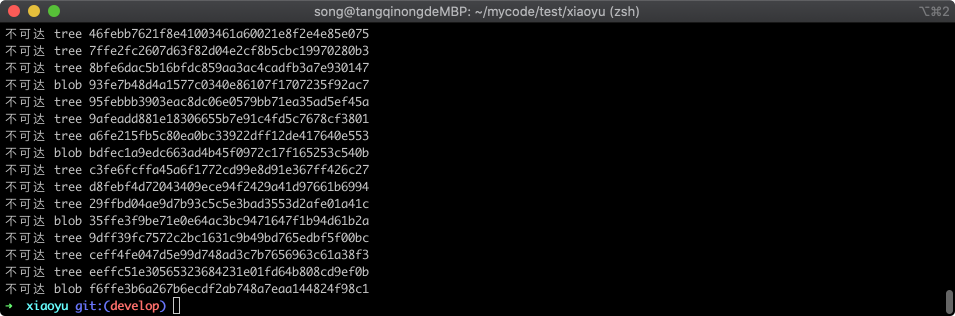 song@tangqinongdeMBP: ~/mycode/test/xiaoyu (zsh)
⌥⌘2
不可达 tree 46febb7621f8e41003461a60021e8f2e4e85e075
不可达 tree 7ffe2fc2607d63f82d04e2cf8b5cbc19970280b3
不可达 tree 8bfe6dac5b16bfdc859aa3ac4cadfb3a7e930147
不可达 blob 93fe7b48d4a1577c0340e86107f1707235f92ac7
不可达 tree 95febbb3903eac8dc06e0579bb71ea35ad5ef45a
不可达 tree 9afeadd881e18306655b7e91c4fd5c7678cf3801
不可达 tree a6fe215fb5c80ea0bc33922dff12de417640e553
不可达 blob bdfec1a9edc663ad4b45f0972c17f165253c540b
不可达 tree c3fe6fcffa45a6f1772cd99e8d91e367ff426c27
不可达 tree d8febf4d72043409ece94f2429a41d97661b6994
不可达 tree 29ffbd04ae9d7b93c5c5e3bad3553d2afe01a41c
不可达 blob 35ffe3f9be71e0e64ac3bc9471647f1b94d61b2a
不可达 tree 9dff39fc7572c2bc1631c9b49bd765edbf5f00bc
不可达 tree ceff4fe047d5e99d748ad3c7b7656963c61a38f3
不可达 tree eeffc51e30565323684231e01fd64b808cd9ef0b
不可达 blob f6ffe3b6a267b6ecdf2ab748a7eaa144824f98c1
➜ xiaoyu git:(develop)